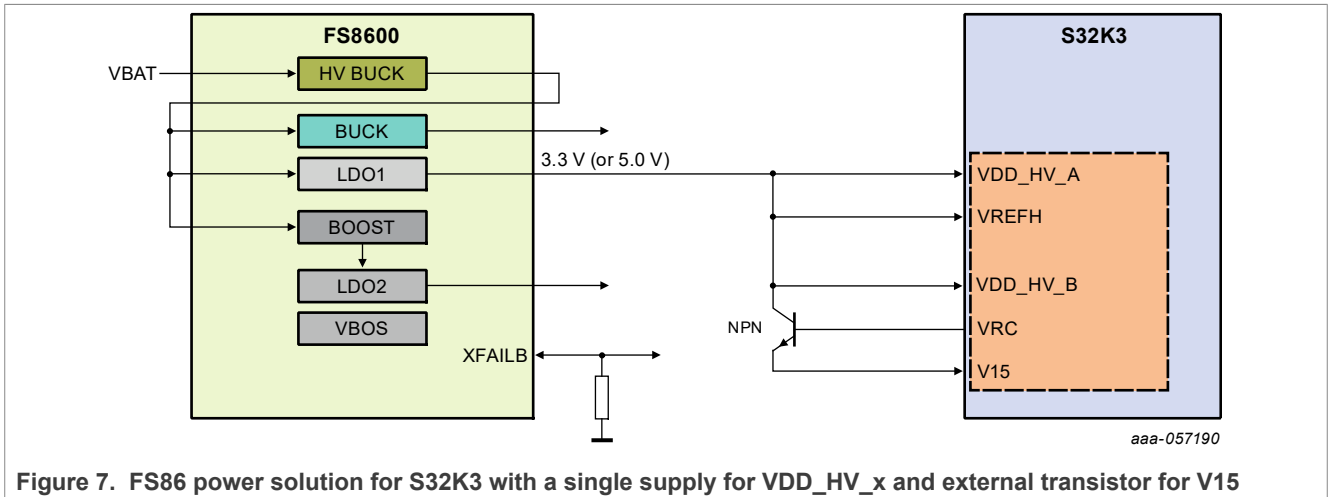 FS8600
S32K3
VBAT
HV BUCK
BUCK
3.3 V (or 5.0 V)
LDO1
VDD_HV_A
VREFH
BOOST
LDO2
VDD_HV_B
VBOS
NPN
VRC
XFAILB
V15
aaa-057190
Figure 7. FS86 power solution for S32K3 with a single supply for VDD_HV_x and external transistor for V15